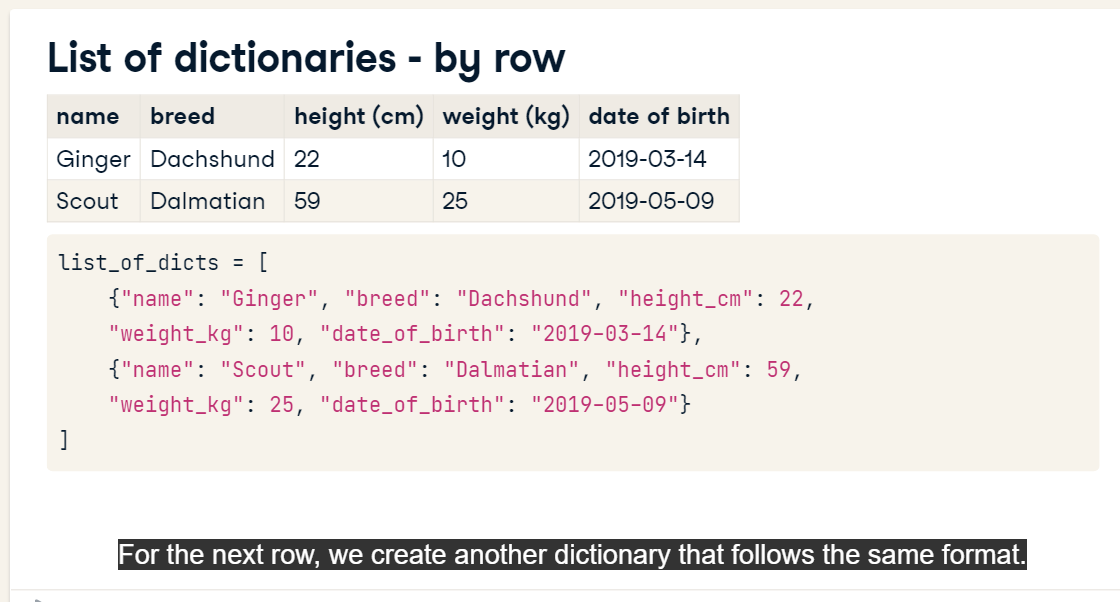 List of dictionaries - by row
name breed height (cm) weight (kg) date of birth
Ginger Dachshund 22 10 2019-03-14
Scout Dalmatian 59 25 2019-05-09
list_of_dicts = [
    {"name": "Ginger", "breed": "Dachshund", "height_cm": 22,
    "weight_kg": 10, "date_of_birth": "2019-03-14"},
    {"name": "Scout", "breed": "Dalmatian", "height_cm": 59,
    "weight_kg": 25, "date_of_birth": "2019-05-09"}
]
For the next row, we create another dictionary that follows the same format.